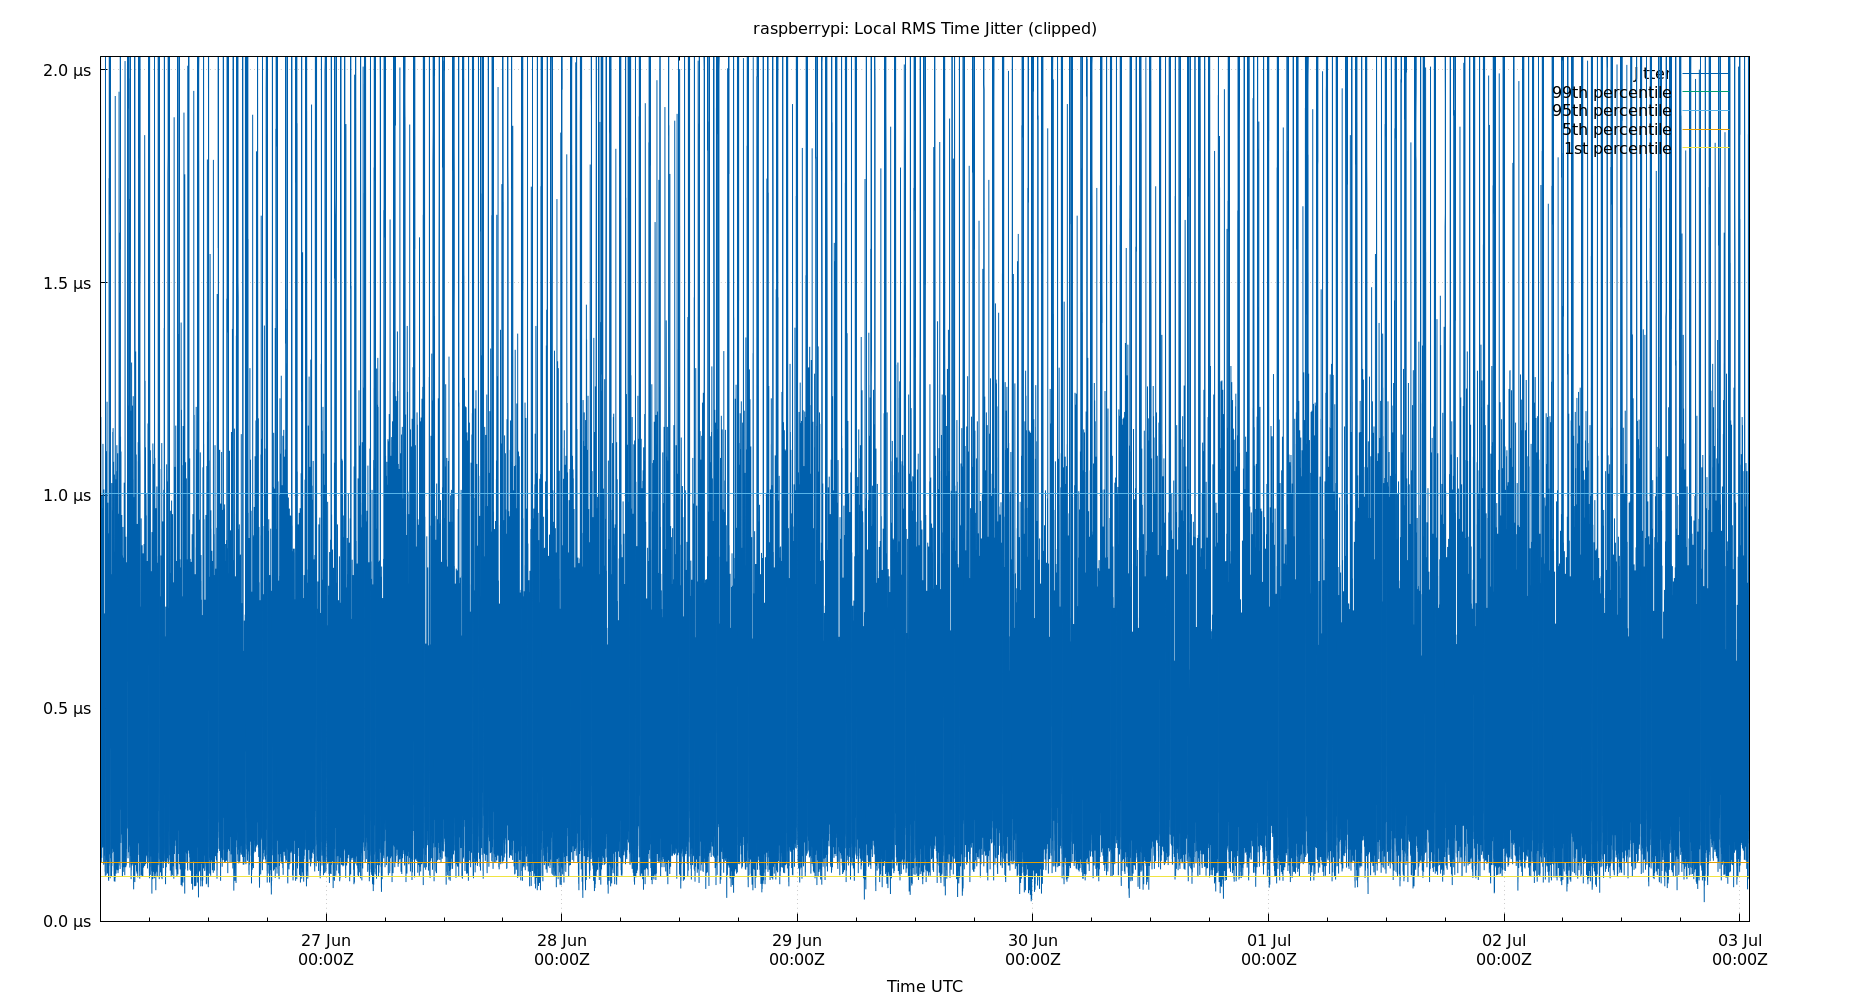 raspberrypi: Local RMS Time Jitter (clipped)
2.0 µs
1.5 µs
1.0 µs
0.5 µs
0.0 µs
jitter
99th percentile
95th percentile
5th percentile
1st percentile
27 Jun
00:00Z
28 Jun
00:00Z
29 Jun
00:00Z
30 Jun
00:00Z
01 Jul
00:00Z
02 Jul
00:00Z
03 Jul
00:00Z
Time UTC